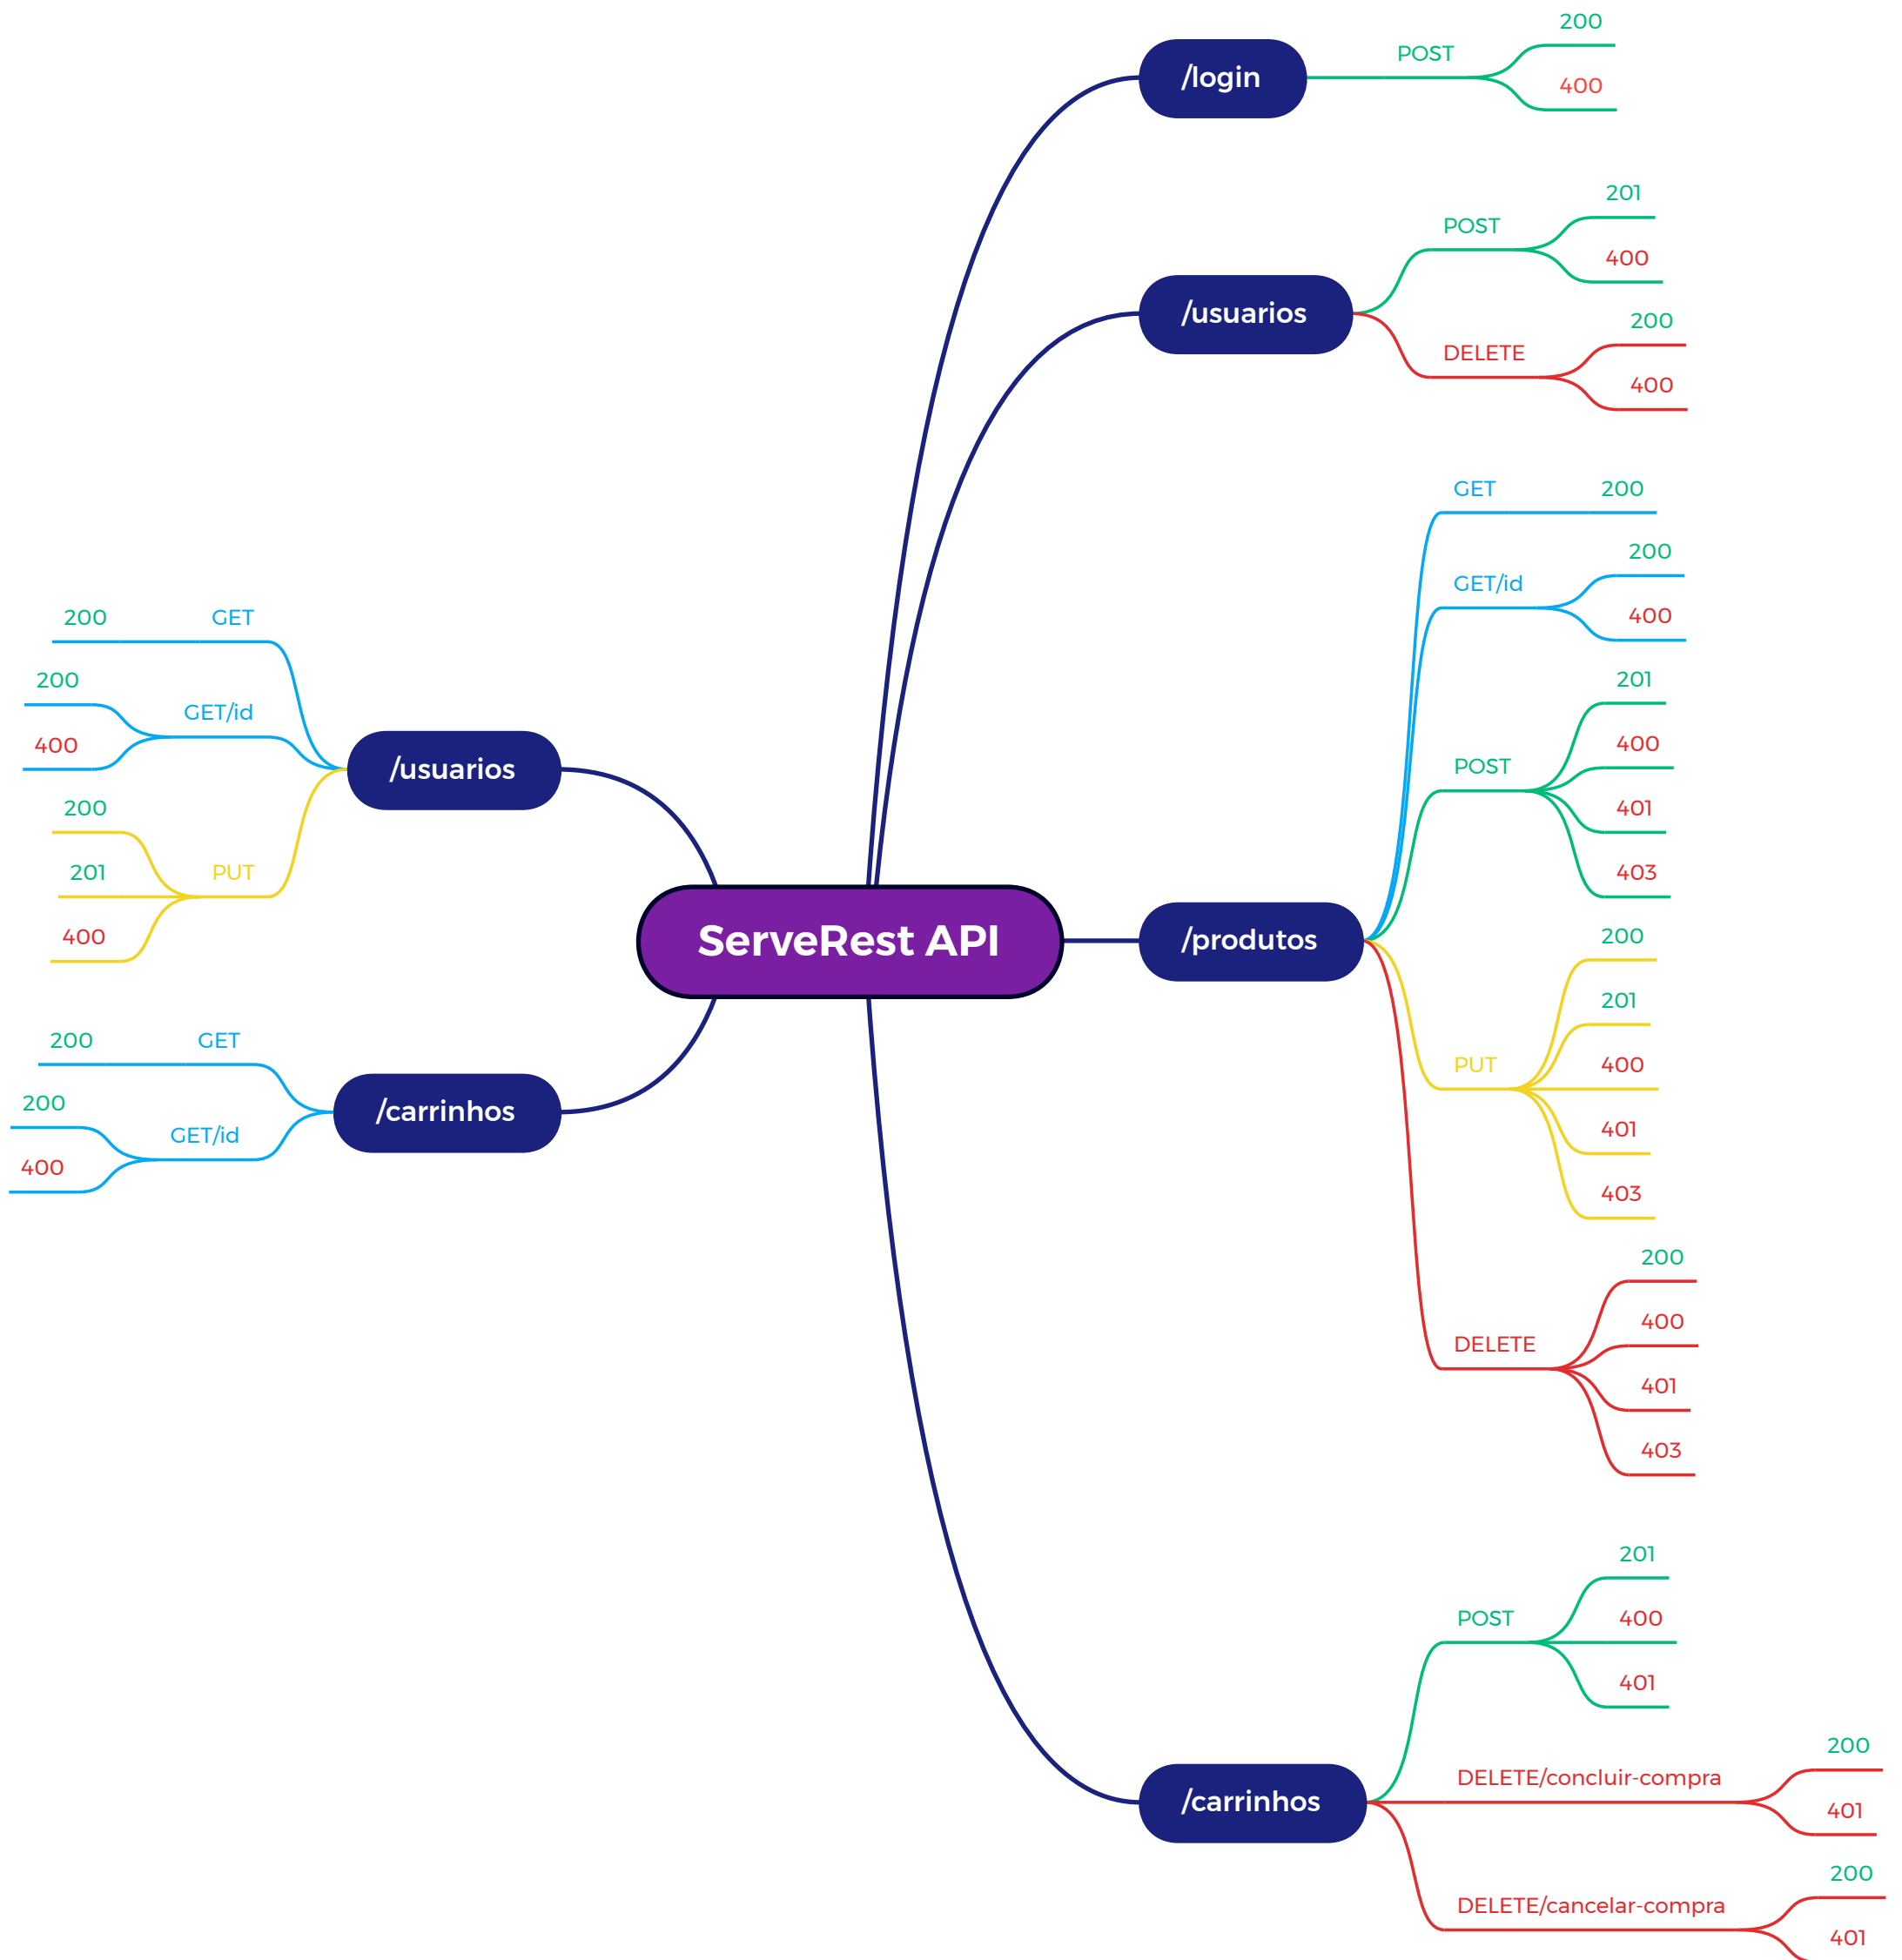 ServeRest API
/login
POST
200
400
/usuarios
POST
201
400
DELETE
200
400
/produtos
GET
200
GET/id
200
400
POST
201
400
401
403
PUT
200
201
400
401
403
DELETE
200
400
401
403
/carrinhos
POST
201
400
401
DELETE/concluir-compra
200
401
DELETE/cancelar-compra
200
401
/usuarios
GET
200
GET/id
200
400
PUT
200
201
400
/carrinhos
GET
200
GET/id
200
400